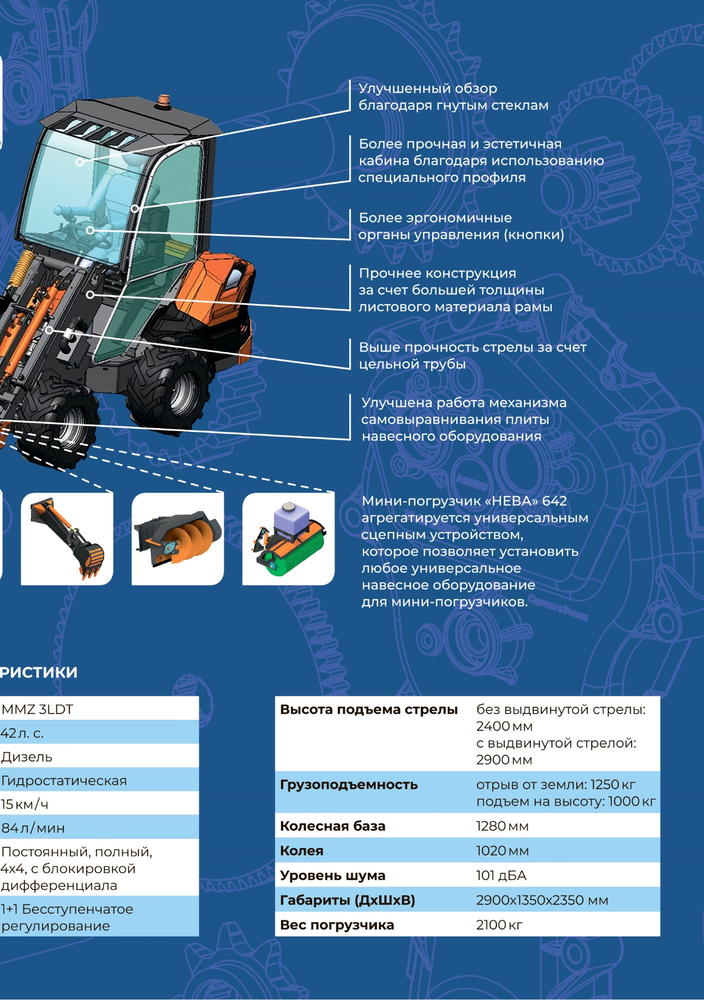 Улучшенный обзор
благодаря гнутым стеклам
Более прочная и эстетичная
кабина благодаря использованию
специального профиля
Более эргономичные
органы управления (кнопки)
Прочнее конструкция
за счет большей толщины
листового материала рамы
Выше прочность стрелы за счет
цельной трубы
Улучшена работа механизма
самовыравнивания плиты
навесного оборудования
Мини-погрузчик «НЕВА» 642
агрегатируется универсальным
сцепным устройством,
которое позволяет установить
любое универсальное
навесное оборудование
для мини-погрузчиков.
РИСТИКИ
MMZ 3LDT
42 л. с.
Дизель
Гидростатическая
15 км/ч
84 л/мин
Постоянный, полный,
4x4, с блокировкой
дифференциала
1+1 Бесступенчатое
регулирование
Высота подъема стрелы без выдвинутой стрелы:
2400 мм
с выдвинутой стрелой:
2900 мм
Грузоподъемность отрыв от земли: 1250 кг
подъем на высоту: 1000 кг
Колесная база 1280 мм
Колея 1020 мм
Уровень шума 101 дБА
Габариты (ДхШхВ) 2900х1350х2350 мм
Вес погрузчика 2100 кг